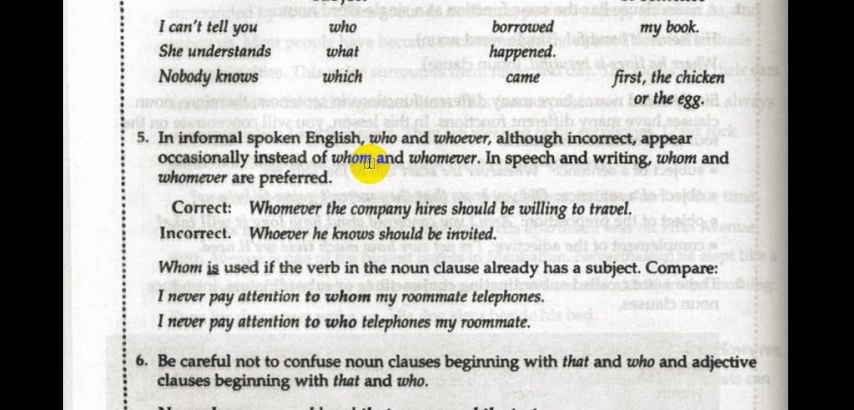 I can't tell you who borrowed my book.
She understands what happened.
Nobody knows which came first, the chicken
or the egg.
5. In informal spoken English, who and whoever, although incorrect, appear
occasionally instead of whom and whomever. In speech and writing, whom and
whomever are preferred.
Correct: Whomever the company hires should be willing to travel.
Incorrect. Whoever he knows should be invited.
Whom is used if the verb in the noun clause already has a subject. Compare:
I never pay attention to whom my roommate telephones.
I never pay attention to who telephones my roommate.
6. Be careful not to confuse noun clauses beginning with that and who and adjective
clauses beginning with that and who.